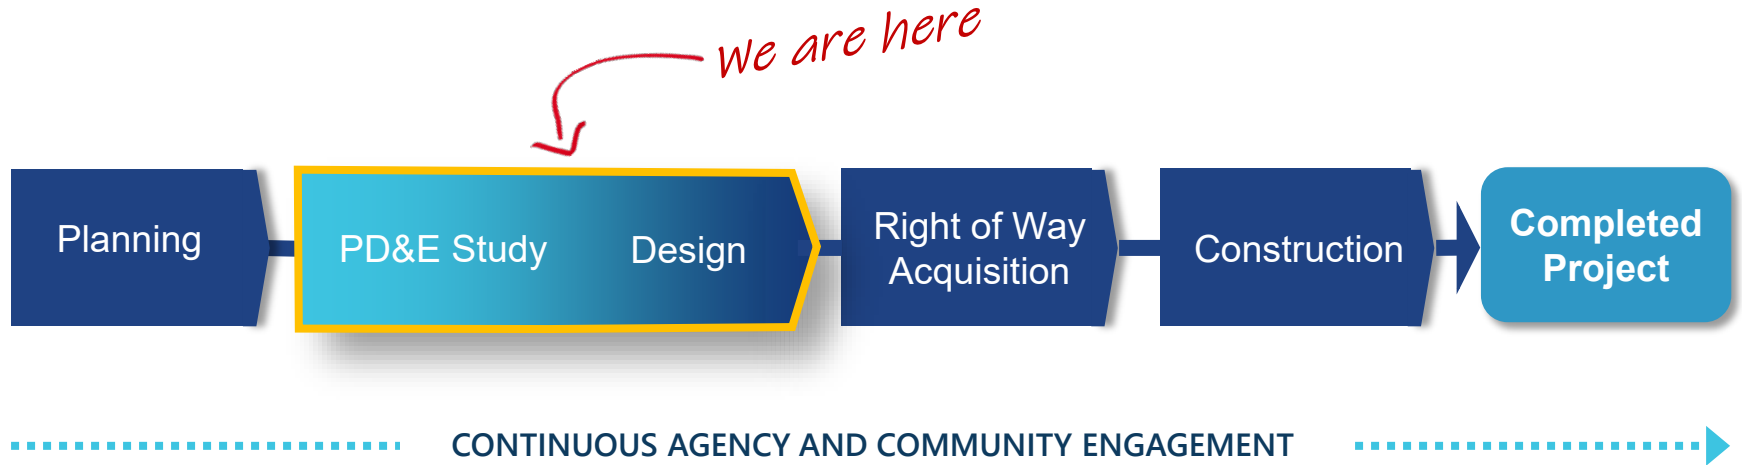 We are here
Planning
PD&E Study
Design
Right of Way
Acquisition
Construction
Completed
Project
CONTINUOUS AGENCY AND COMMUNITY ENGAGEMENT